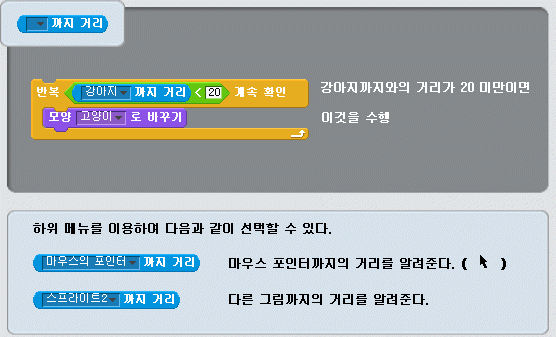 까지 거리
반복 강아지 까지 거리 < 20 계속 확인
강아지까지와의 거리가 20 미만이면
모양 고양이 로 바꾸기
이것을 수행
하위 메뉴를 이용하여 다음과 같이 선택할 수 있다.
마우스의 포인터 까지 거리
마우스 포인터까지의 거리를 알려준다. ( )
스프라이트2 까지 거리
다른 그림까지의 거리를 알려준다.